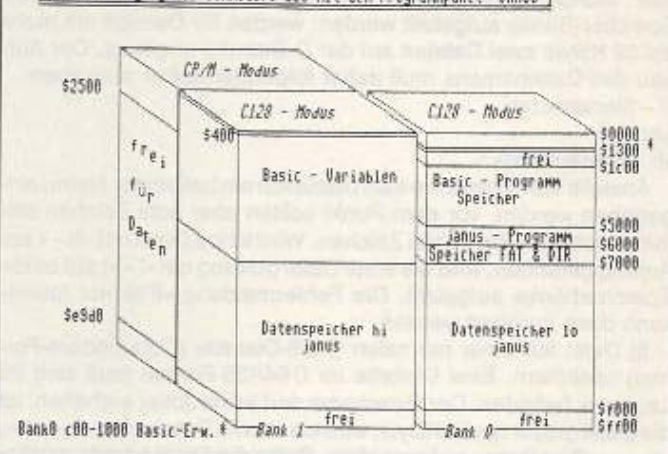 CP/M - Modus
$2500
C128 - Modus
C128 - Modus
$400
$0000
$1300 *
frei
$1c00
frei
für
Daten
Basic - Variablen
Basic - Programm
Speicher
$5000
janus - Programm
$6000
Speicher FAT & DIR
$7000
$e9d0
Datenspeicher hi
janus
Datenspeicher lo
janus
$f000
frei
frei
$ff00
Bank0 c00-1000 Basic-Erw. *
Bank 1
Bank 0